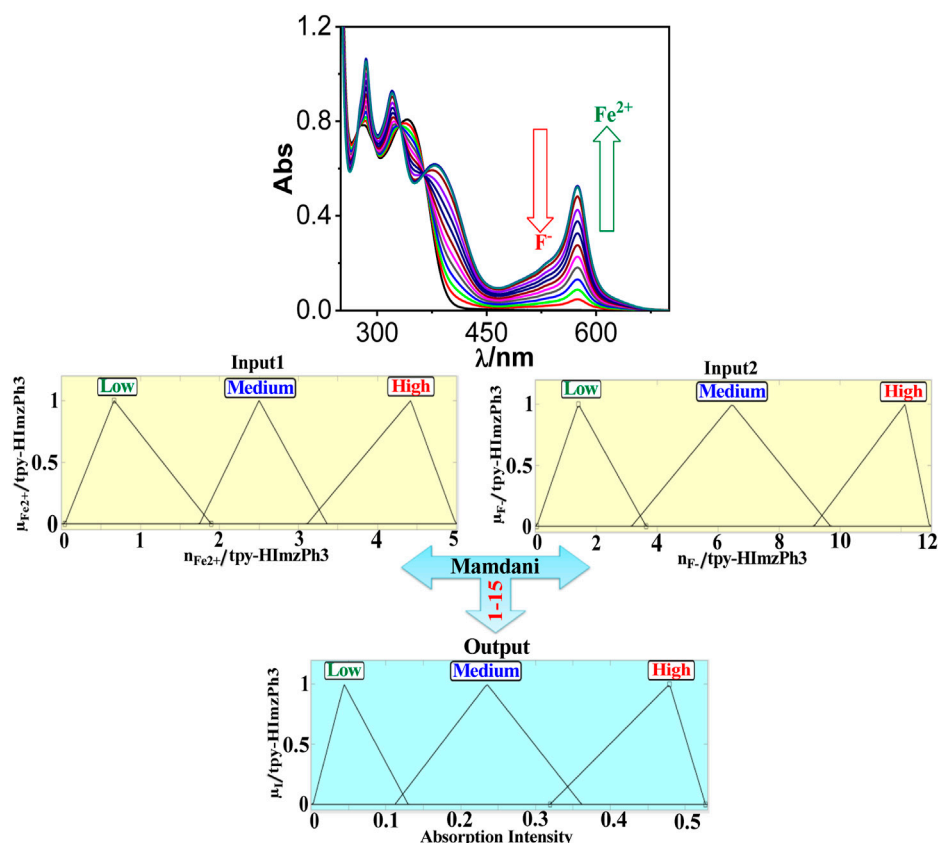 1.2
0.8
0.4
0.0
Abs
Fe²⁺
F⁻
300 450 600
λ/nm
Input1
Low Medium High
1
0.5
0
μFe2+/tpy-HImzPh3
0 1 2 3 4 5
nFe2+/tpy-HImzPh3
Input2
Low Medium High
1
0.5
0
μF-/tpy-HImzPh3
0 2 4 6 8 10 12
nF-/tpy-HImzPh3
Mamdani
1-15
Output
Low Medium High
1
0.5
0
μI/tpy-HImzPh3
0 0.1 0.2 0.3 0.4 0.5
Absorption Intensity